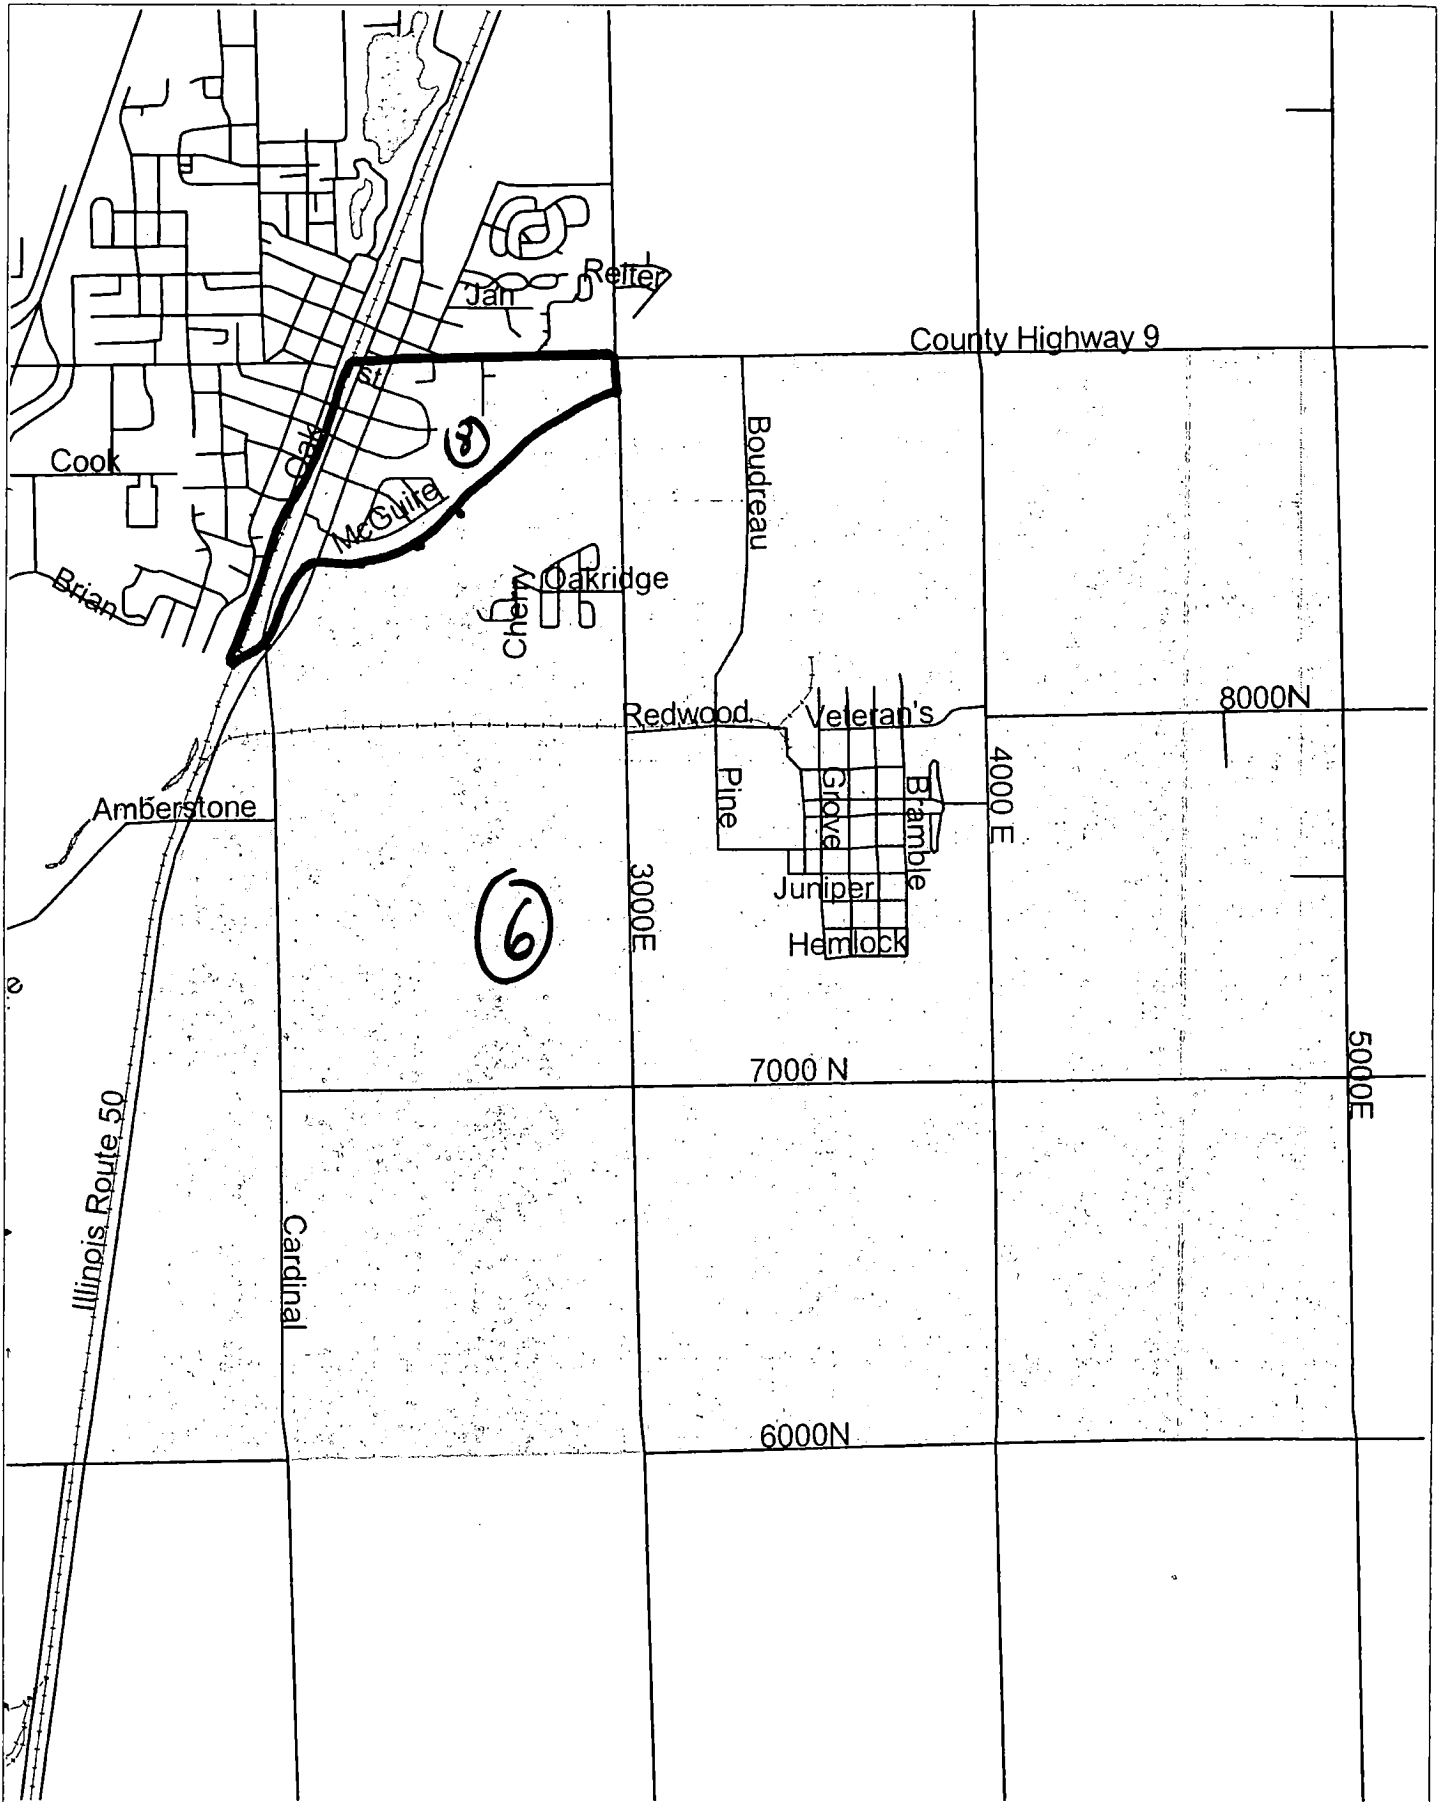 Reiter
Jan
County Highway 9
St
Boudreau
8
Oak
Cook
McGuire
Oakridge
Brian
Cherry
8000N
Redwood
Veteran's
4000 E
Pine
Grove
Bramble
Amberstone
3000E
Juniper
6
Hemlock
e
5000E
7000 N
Illinois Route 50
Cardinal
6000N